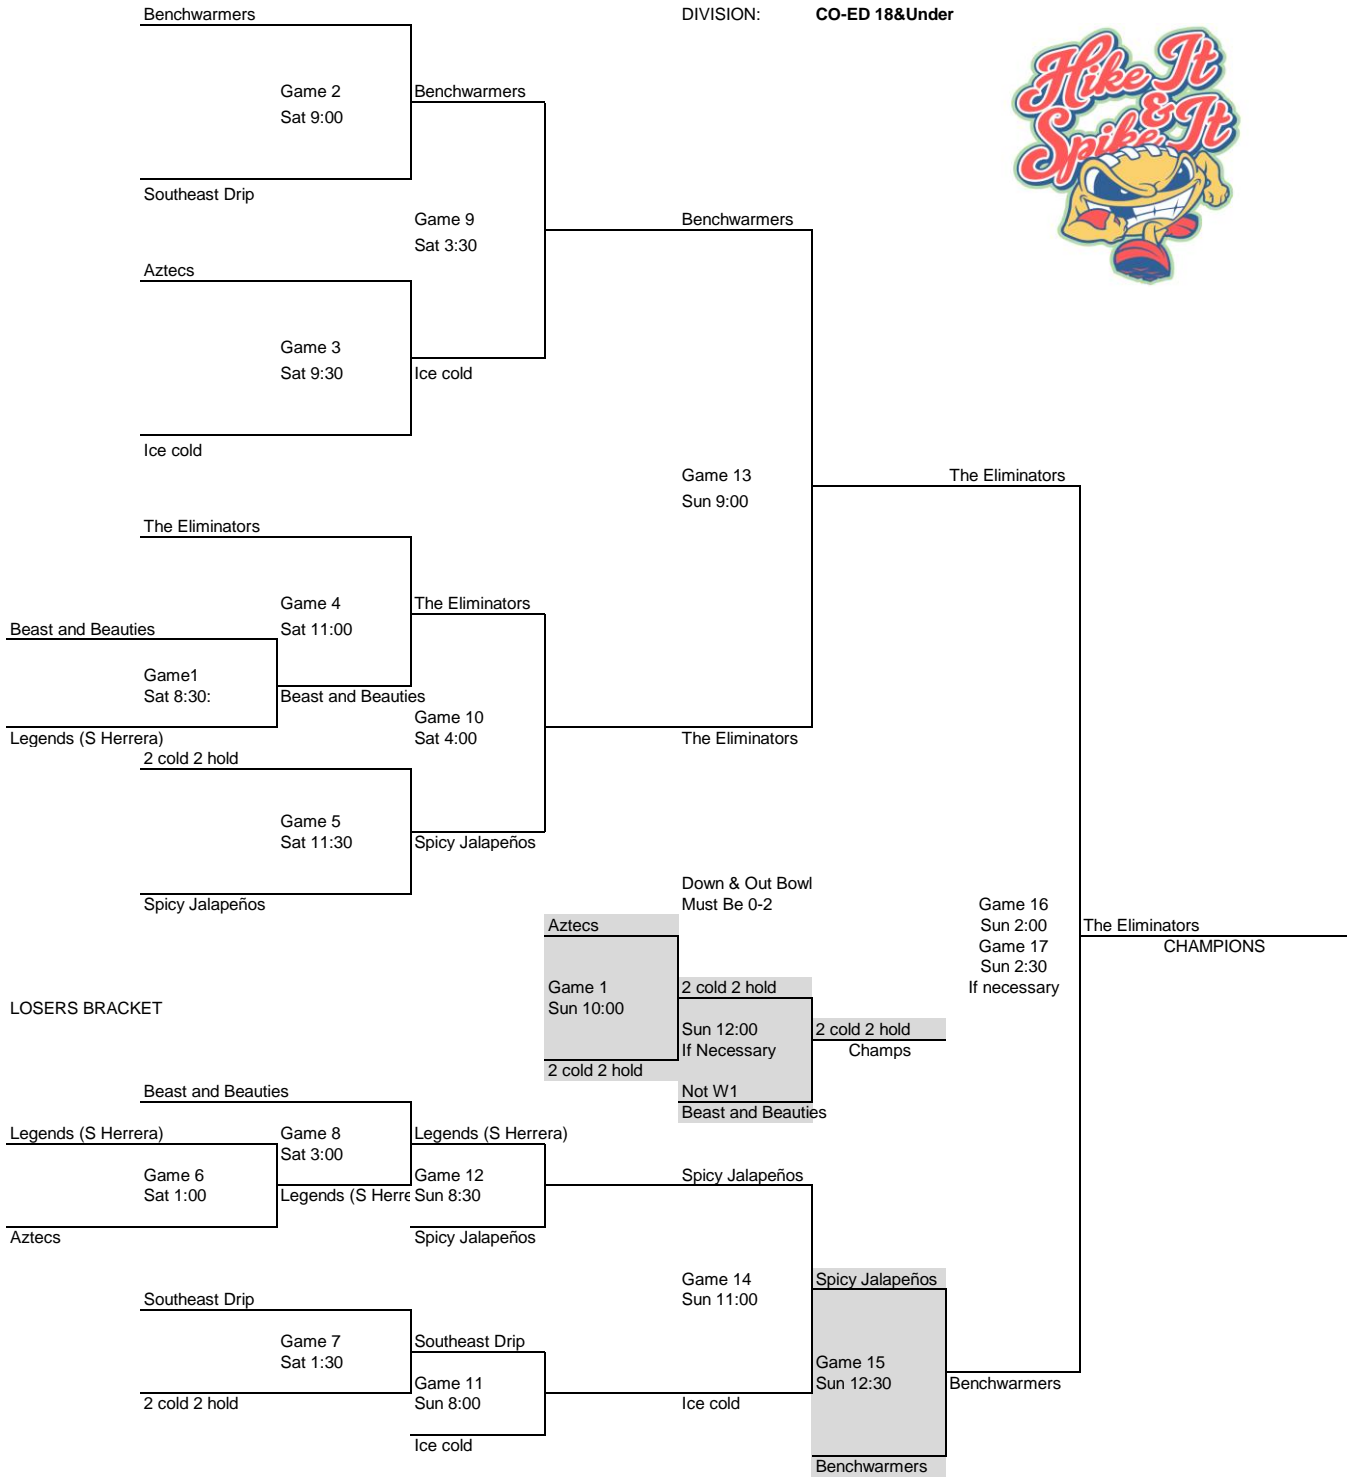 Benchwarmers
DIVISION: CO-ED 18&Under
Hike It
&
Spike It
Game 2
Sat 9:00
Benchwarmers
Southeast Drip
Game 9
Sat 3:30
Benchwarmers
Aztecs
Game 3
Sat 9:30
Ice cold
Ice cold
Game 13
Sun 9:00
The Eliminators
The Eliminators
Game 4
Sat 11:00
The Eliminators
Beast and Beauties
Game1
Sat 8:30:
Beast and Beauties
Legends (S Herrera)
Game 10
Sat 4:00
The Eliminators
2 cold 2 hold
Game 5
Sat 11:30
Spicy Jalapeños
Spicy Jalapeños
Down & Out Bowl
Must Be 0-2
Aztecs
Game 1
Sun 10:00
2 cold 2 hold
2 cold 2 hold
Sun 12:00
If Necessary
2 cold 2 hold
Champs
Not W1
Beast and Beauties
Game 16
Sun 2:00
Game 17
Sun 2:30
If necessary
The Eliminators
CHAMPIONS
LOSERS BRACKET
Beast and Beauties
Legends (S Herrera)
Game 8
Sat 3:00
Legends (S Herrera)
Game 6
Sat 1:00
Legends (S Herre
Game 12
Sun 8:30
Spicy Jalapeños
Aztecs
Spicy Jalapeños
Southeast Drip
Game 7
Sat 1:30
Southeast Drip
2 cold 2 hold
Game 11
Sun 8:00
Ice cold
Ice cold
Game 14
Sun 11:00
Spicy Jalapeños
Game 15
Sun 12:30
Benchwarmers
Benchwarmers